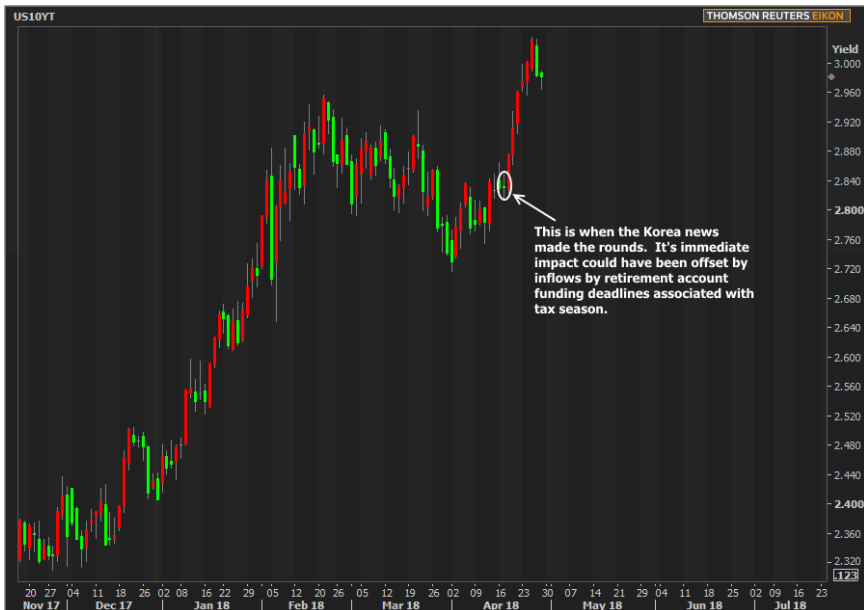 US10YT
THOMSON REUTERS EIKON
Yield
3.000
2.960
2.920
2.880
2.840
2.800
2.760
2.720
2.680
2.640
2.600
2.560
2.520
2.480
2.440
2.400
2.360
2.320
.123
This is when the Korea news
made the rounds. It's immediate
impact could have been offset by
inflows by retirement account
funding deadlines associated with
tax season.
20 27 04 11 18 26 02 08 16 22 29 05 12 20 26 05 12 19 26 02 09 16 23 30 07 14 21 29 04 11 18 25 02 09 16 23
Nov 17 Dec 17 Jan 18 Feb 18 Mar 18 Apr 18 May 18 Jun 18 Jul 18